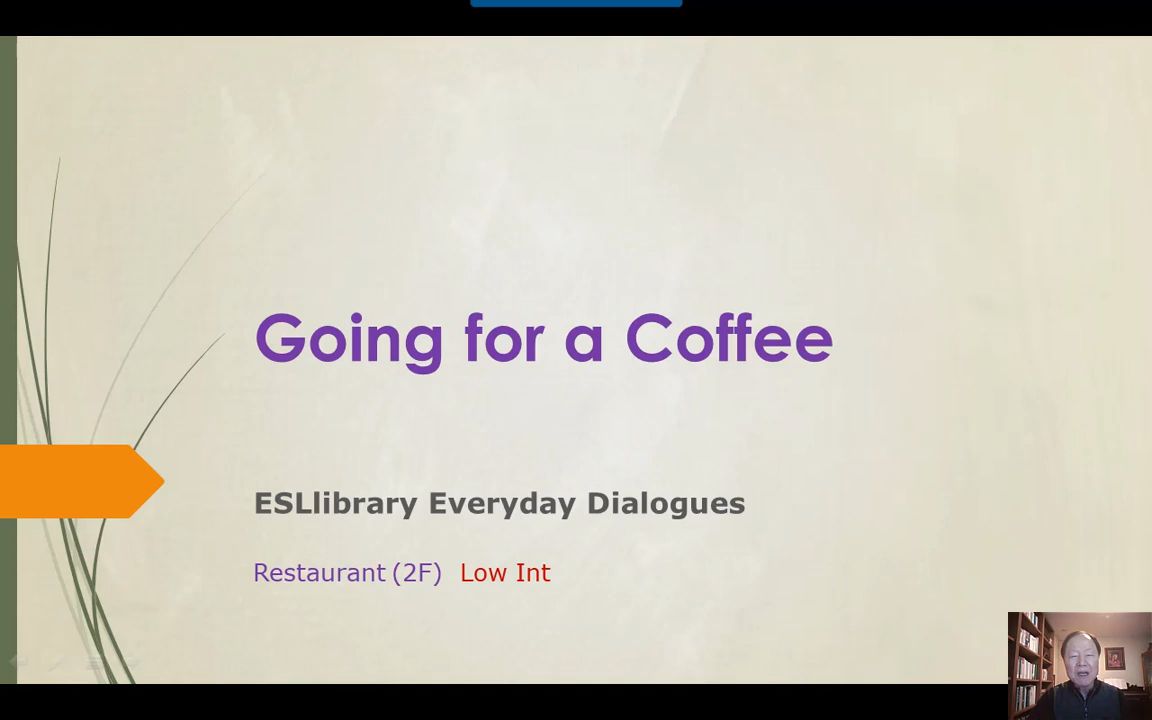 Going for a Coffee
ESLlibrary Everyday Dialogues
Restaurant (2F) Low Int